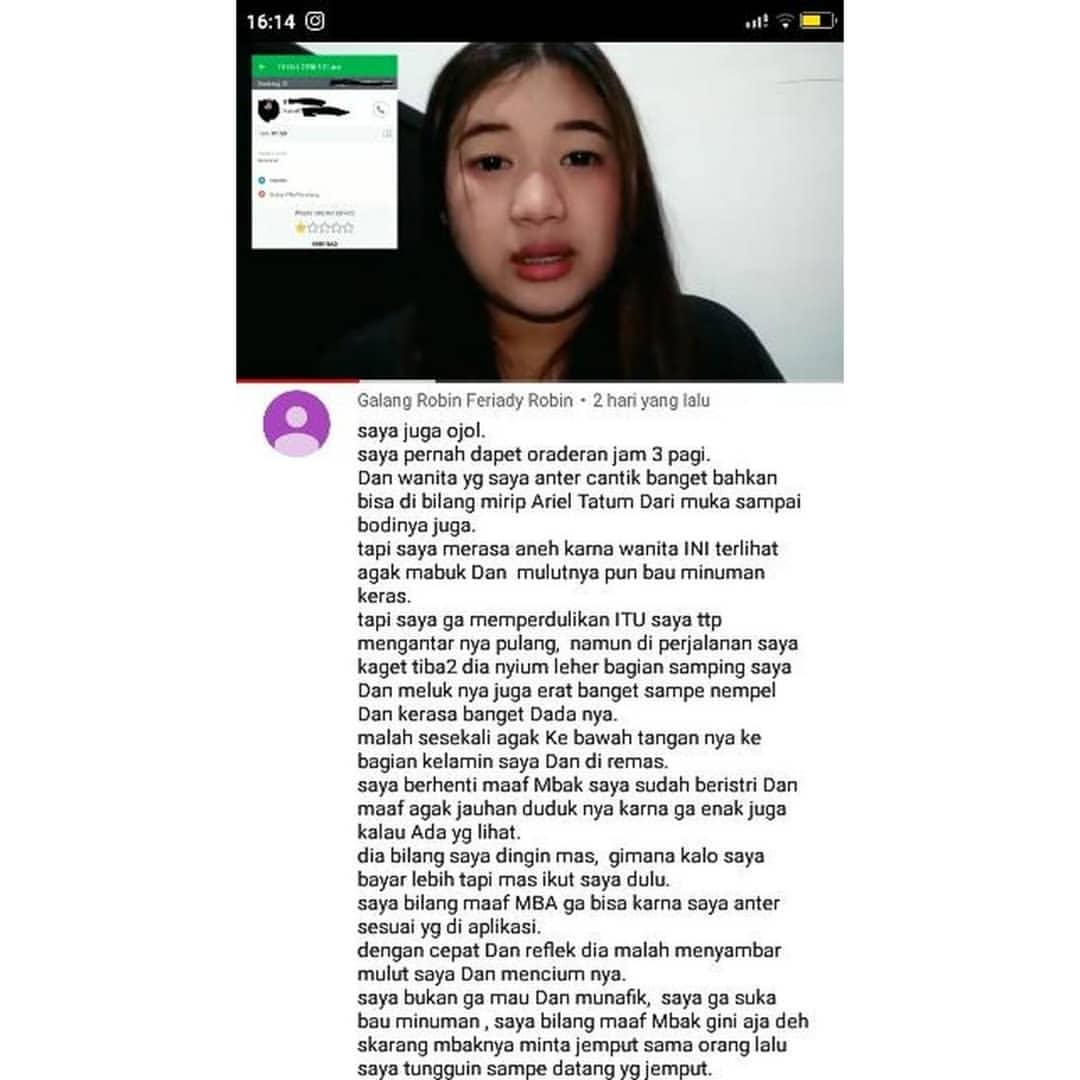 16:14
Galang Robin Feriady Robin • 2 hari yang lalu
saya juga ojol.
saya pernah dapet oraderan jam 3 pagi.
Dan wanita yg saya anter cantik banget bahkan
bisa di bilang mirip Ariel Tatum Dari muka sampai
bodinya juga.
tapi saya merasa aneh karna wanita INI terlihat
agak mabuk Dan mulutnya pun bau minuman
keras.
tapi saya ga memperdulikan ITU saya ttp
mengantar nya pulang, namun di perjalanan saya
kaget tiba2 dia nyium leher bagian samping saya
Dan meluk nya juga erat banget sampe nempel
Dan kerasa banget Dada nya.
malah sesekali agak Ke bawah tangan nya ke
bagian kelamin saya Dan di remas.
saya berhenti maaf Mbak saya sudah beristri Dan
maaf agak jauhan duduk nya karna ga enak juga
kalau Ada yg lihat.
dia bilang saya dingin mas, gimana kalo saya
bayar lebih tapi mas ikut saya dulu.
saya bilang maaf MBA ga bisa karna saya anter
sesuai yg di aplikasi.
dengan cepat Dan reflek dia malah menyambar
mulut saya Dan mencium nya.
saya bukan ga mau Dan munafik, saya ga suka
bau minuman , saya bilang maaf Mbak gini aja deh
skarang mbaknya minta jemput sama orang lalu
saya tungguin sampe datang yg jemput.